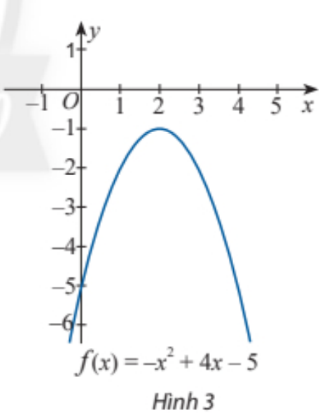 y
1
–1 O 1 2 3 4 5 x
–1
–2
–3
–4
–5
–6
f(x) = –x² + 4x – 5
Hình 3